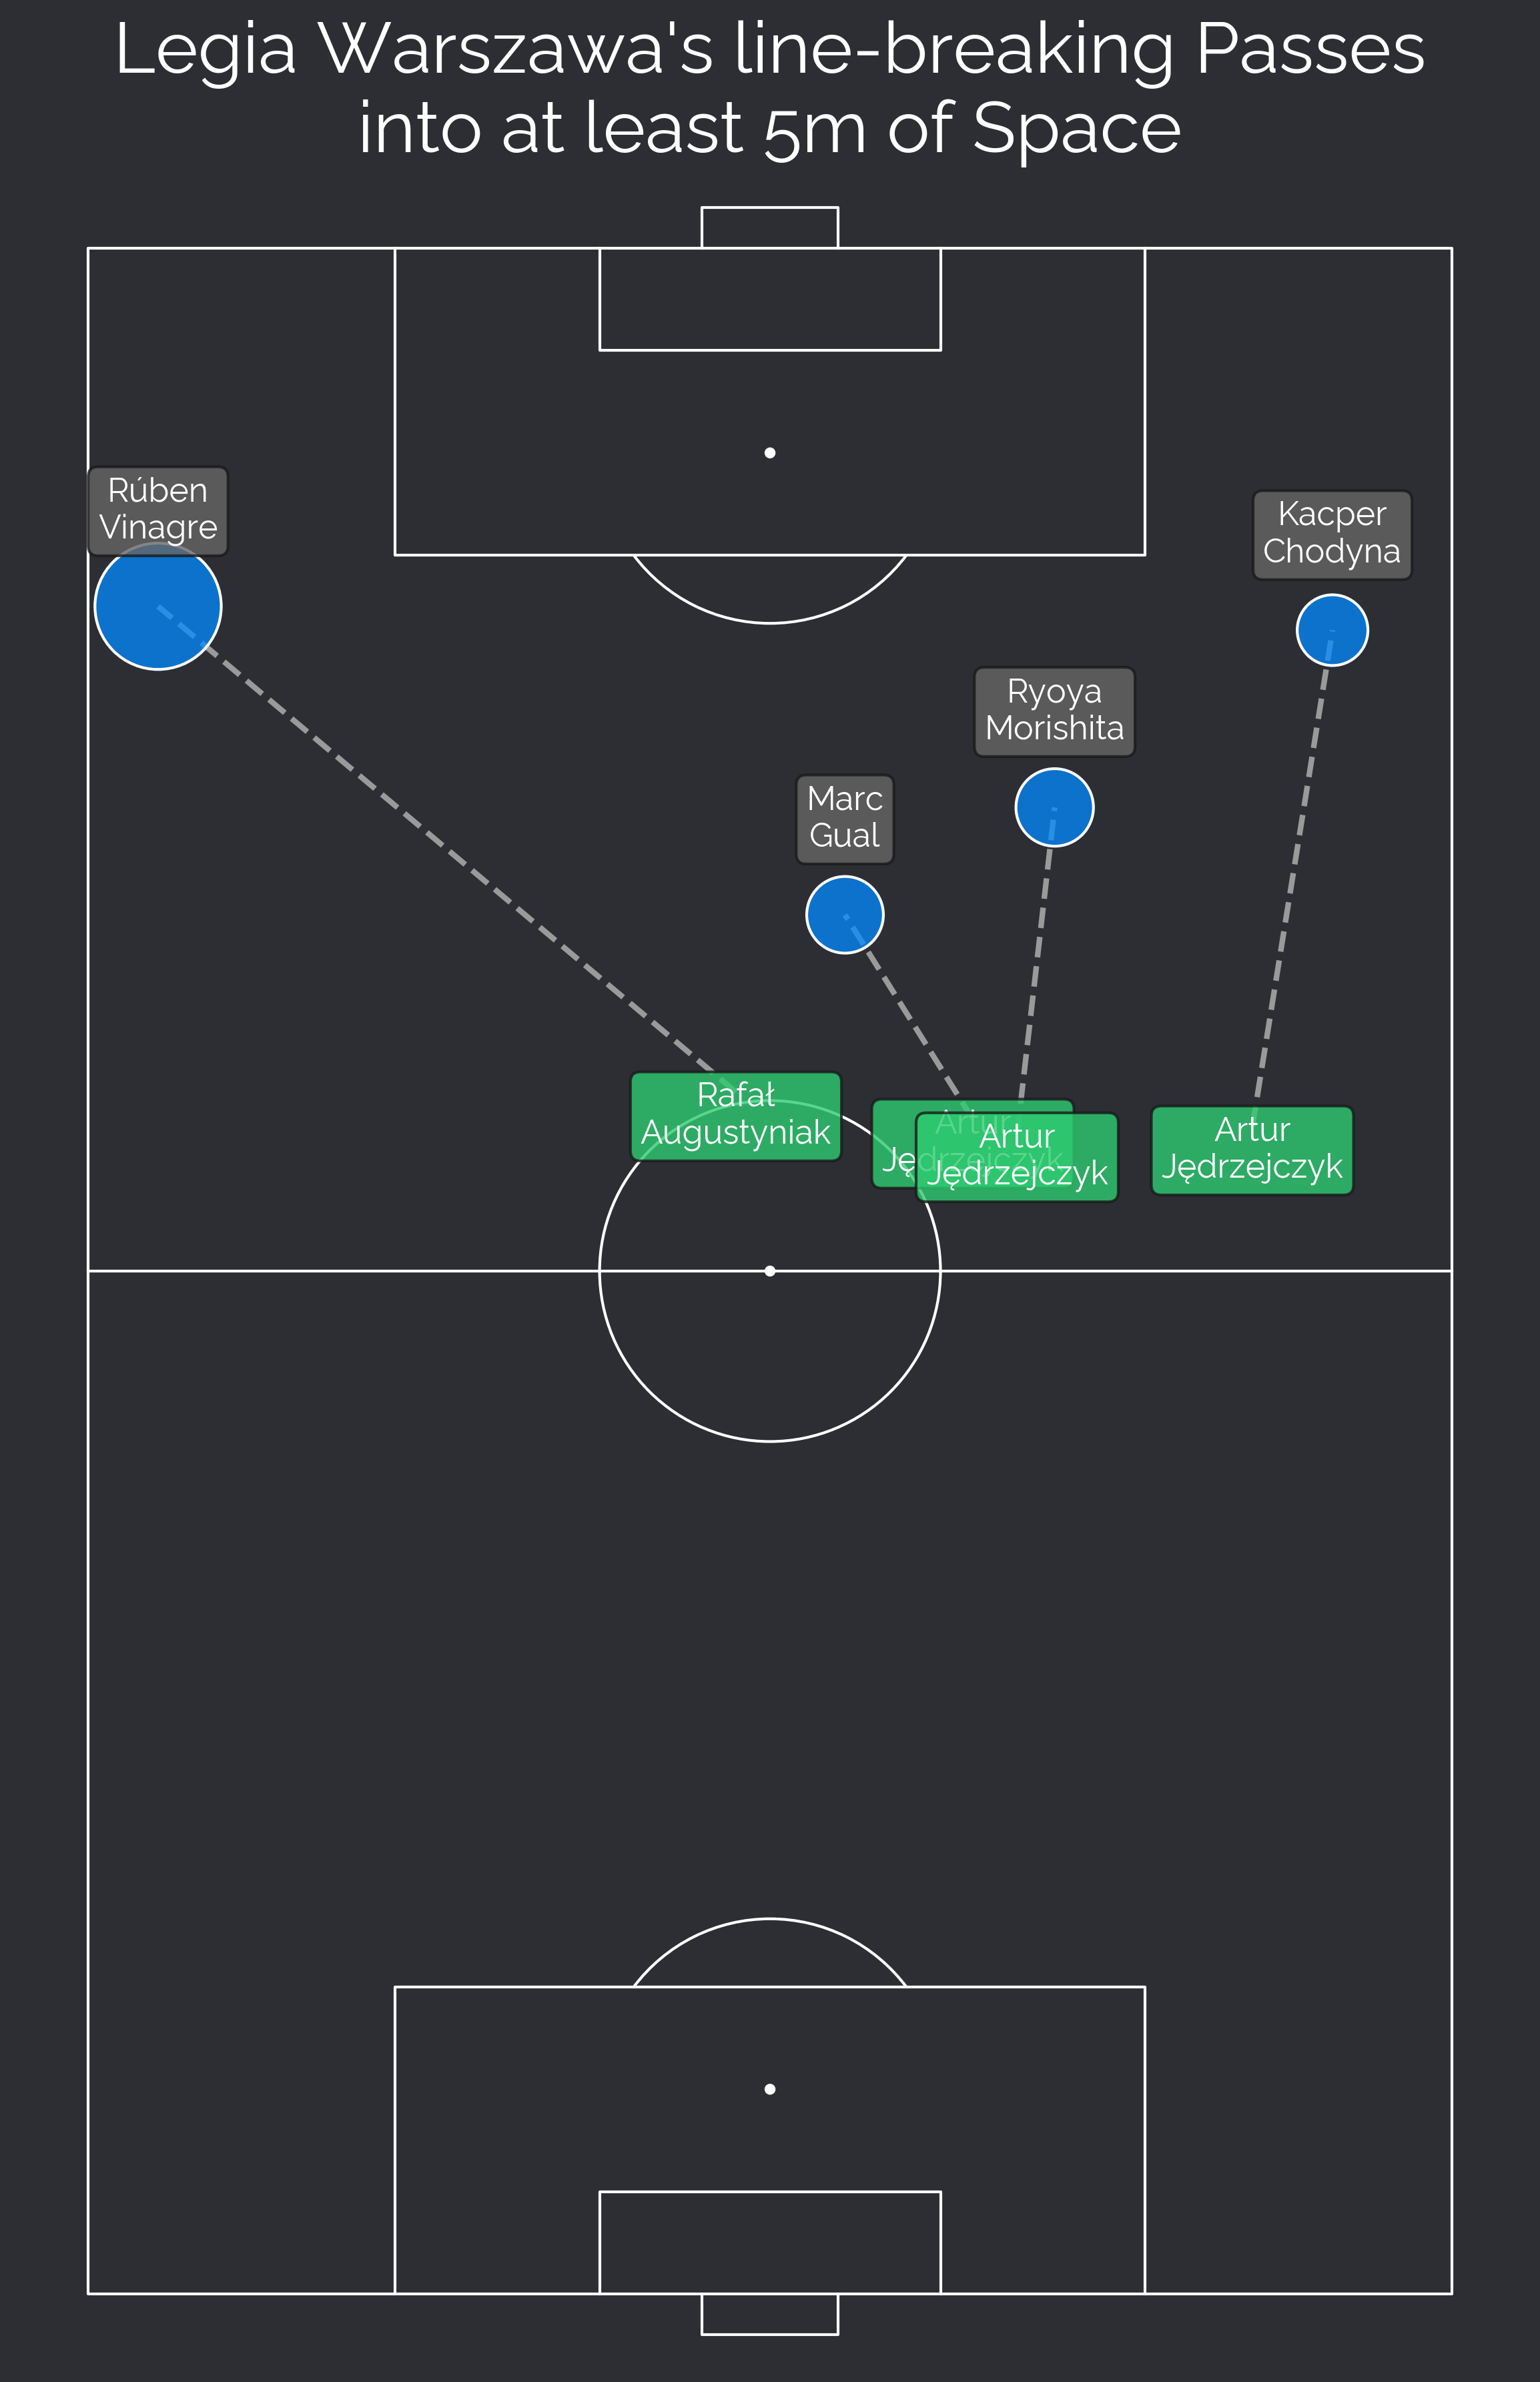 Legia Warszawa's line-breaking Passes
into at least 5m of Space
Rúben
Vinagre
Kacper
Chodyna
Ryoya
Morishita
Marc
Gual
Rafał
Augustyniak
Artur
Jędrzejczyk
Artur
Jędrzejczyk
Artur
Jędrzejczyk